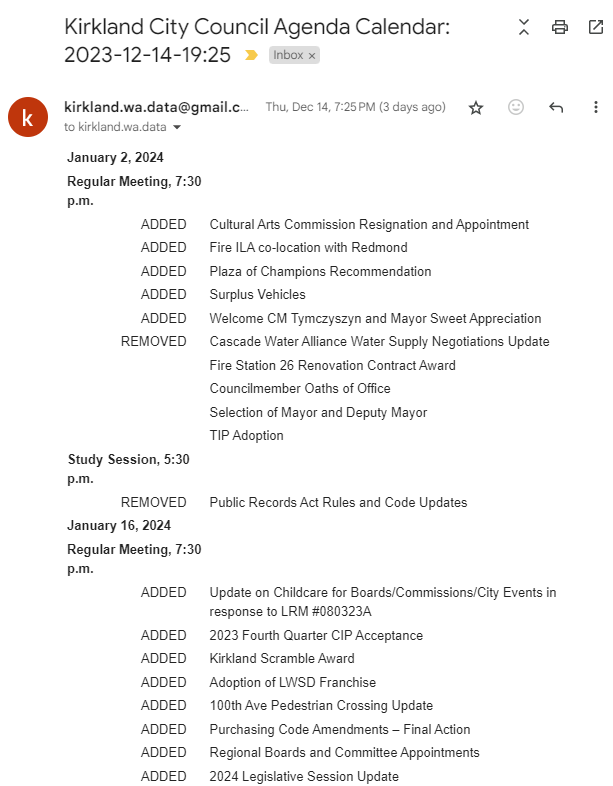 Kirkland City Council Agenda Calendar:
2023-12-14-19:25 Inbox ×
k
kirkland.wa.data@gmail.c... Thu, Dec 14, 7:25 PM (3 days ago)
to kirkland.wa.data
January 2, 2024
Regular Meeting, 7:30
p.m.
ADDED Cultural Arts Commission Resignation and Appointment
ADDED Fire ILA co-location with Redmond
ADDED Plaza of Champions Recommendation
ADDED Surplus Vehicles
ADDED Welcome CM Tymczyszyn and Mayor Sweet Appreciation
REMOVED Cascade Water Alliance Water Supply Negotiations Update
Fire Station 26 Renovation Contract Award
Councilmember Oaths of Office
Selection of Mayor and Deputy Mayor
TIP Adoption
Study Session, 5:30
p.m.
REMOVED Public Records Act Rules and Code Updates
January 16, 2024
Regular Meeting, 7:30
p.m.
ADDED Update on Childcare for Boards/Commissions/City Events in
response to LRM #080323A
ADDED 2023 Fourth Quarter CIP Acceptance
ADDED Kirkland Scramble Award
ADDED Adoption of LWSD Franchise
ADDED 100th Ave Pedestrian Crossing Update
ADDED Purchasing Code Amendments – Final Action
ADDED Regional Boards and Committee Appointments
ADDED 2024 Legislative Session Update